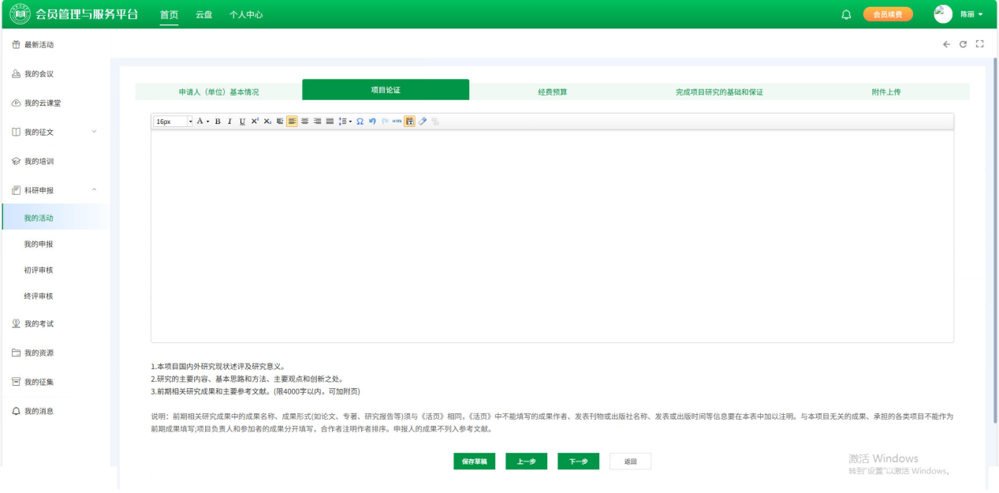 会员管理与服务平台 首页 云盘 个人中心 会员续费 陈丽
最新活动
我的会议
我的云课堂
我的征文
我的培训
科研申报
我的活动
我的申报
初评审核
终评审核
我的考试
我的资源
我的征集
我的消息
申请人（单位）基本情况 项目论证 经费预算 完成项目研究的基础和保证 附件上传
16px A B I U X² X₂ Ω HTML
1.本项目国内外研究现状述评及研究意义。
2.研究的主要内容、基本思路和方法、主要观点和创新之处。
3.前期相关研究成果和主要参考文献。(限4000字以内，可加附页)
说明：前期相关研究成果中的成果名称、成果形式(如论文、专著、研究报告等)须与《活页》相同，《活页》中不能填写的成果作者、发表刊物或出版社名称、发表或出版时间等信息要在本表中加以注明。与本项目无关的成果、承担的各类项目不能作为
前期成果填写;项目负责人和参加者的成果分开填写，合作者注明作者排序。申报人的成果不列入参考文献。
保存草稿 上一步 下一步 返回
激活 Windows
转到"设置"以激活 Windows。